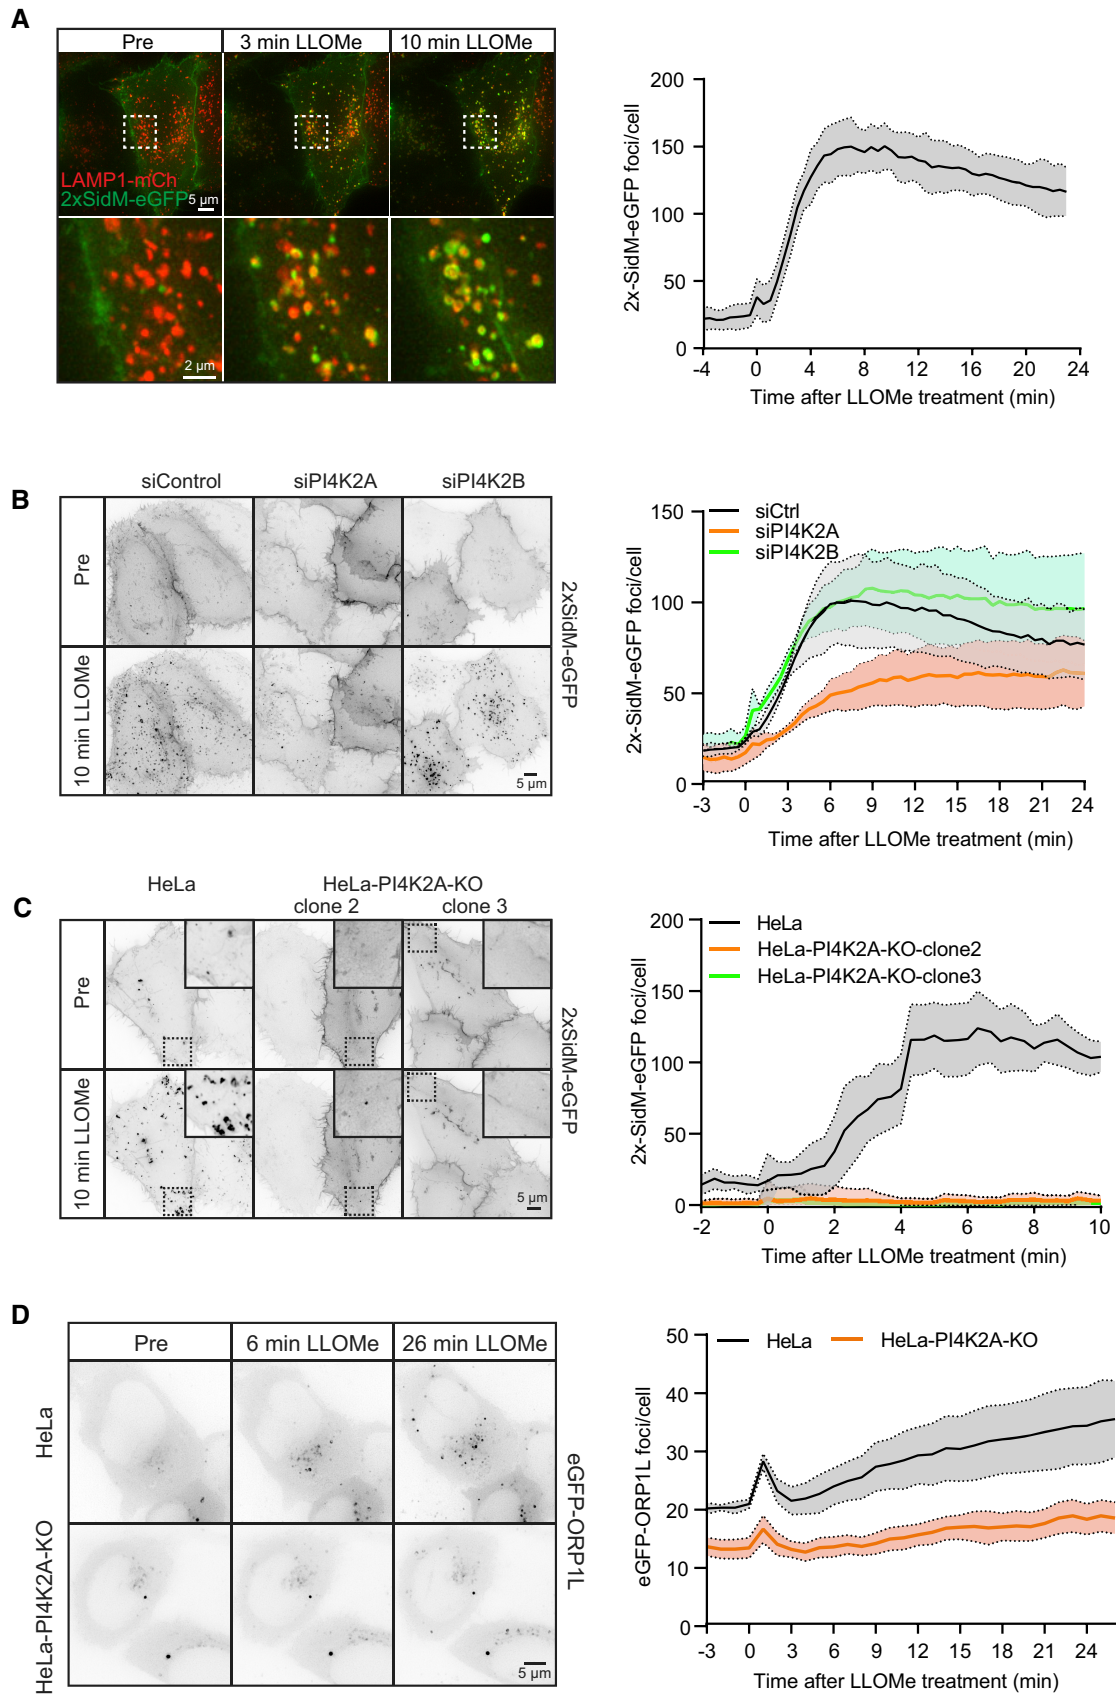 A
Pre
3 min LLOMe
10 min LLOMe
LAMP1-mCh
2xSidM-eGFP
5 µm
2 µm
2x-SidM-eGFP foci/cell
200
150
100
50
0
-4 0 4 8 12 16 20 24
Time after LLOMe treatment (min)
B
siControl
siPI4K2A
siPI4K2B
Pre
10 min LLOMe
2xSidM-eGFP
5 µm
2x-SidM-eGFP foci/cell
150
100
50
0
siCtrl
siPI4K2A
siPI4K2B
-3 0 3 6 9 12 15 18 21 24
Time after LLOMe treatment (min)
C
HeLa
HeLa-PI4K2A-KO
clone 2
clone 3
Pre
10 min LLOMe
2xSidM-eGFP
5 µm
2x-SidM-eGFP foci/cell
200
150
100
50
0
HeLa
HeLa-PI4K2A-KO-clone2
HeLa-PI4K2A-KO-clone3
-2 0 2 4 6 8 10
Time after LLOMe treatment (min)
D
Pre
6 min LLOMe
26 min LLOMe
HeLa
HeLa-PI4K2A-KO
eGFP-ORP1L
5 µm
eGFP-ORP1L foci/cell
50
40
30
20
10
0
HeLa
HeLa-PI4K2A-KO
-3 0 3 6 9 12 15 18 21 24
Time after LLOMe treatment (min)